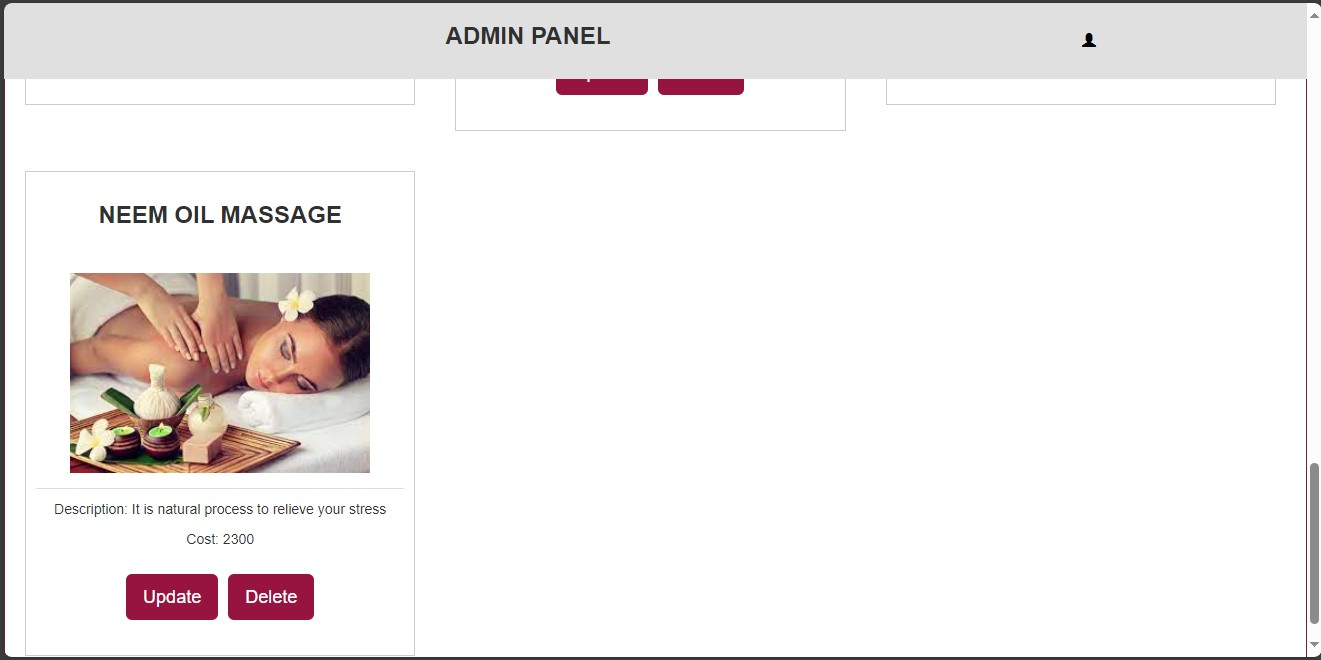 ADMIN PANEL
NEEM OIL MASSAGE
Description: It is natural process to relieve your stress
Cost: 2300
Update Delete